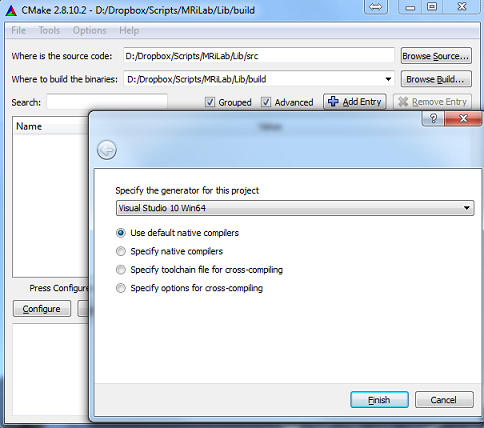 CMake 2.8.10.2 - D:/Dropbox/Scripts/MRiLab/Lib/build
File Tools Options Help
Where is the source code: D:/Dropbox/Scripts/MRiLab/Lib/src Browse Source...
Where to build the binaries: D:/Dropbox/Scripts/MRiLab/Lib/build Browse Build...
Search: Grouped Advanced Add Entry Remove Entry
Name Value
Specify the generator for this project
Visual Studio 10 Win64
Use default native compilers
Specify native compilers
Specify toolchain file for cross-compiling
Specify options for cross-compiling
Press Configure
Configure
Finish Cancel